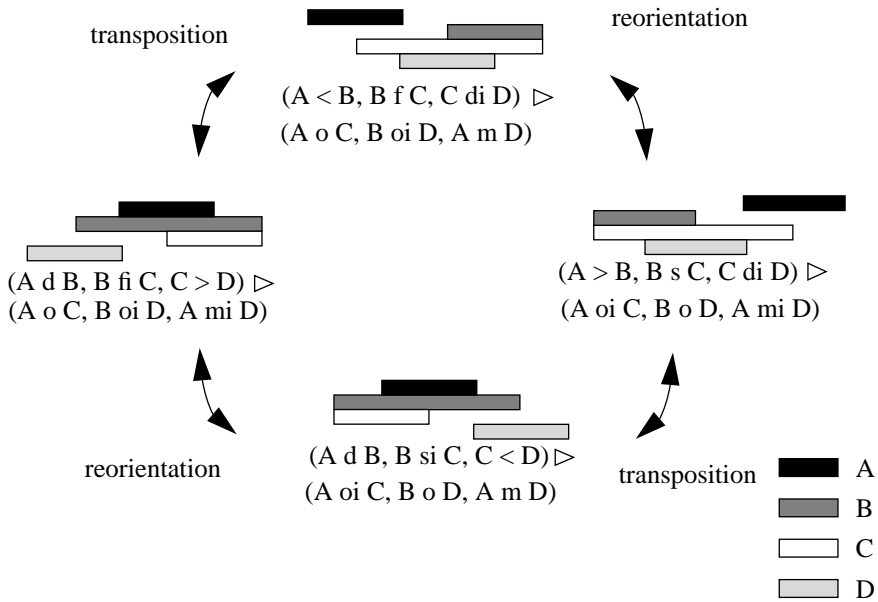 transposition
reorientation
(A < B, B f C, C di D) ▷
(A o C, B oi D, A m D)
(A d B, B fi C, C > D) ▷
(A o C, B oi D, A mi D)
(A > B, B s C, C di D) ▷
(A oi C, B o D, A mi D)
(A d B, B si C, C < D) ▷
(A oi C, B o D, A m D)
reorientation
transposition
A
B
C
D